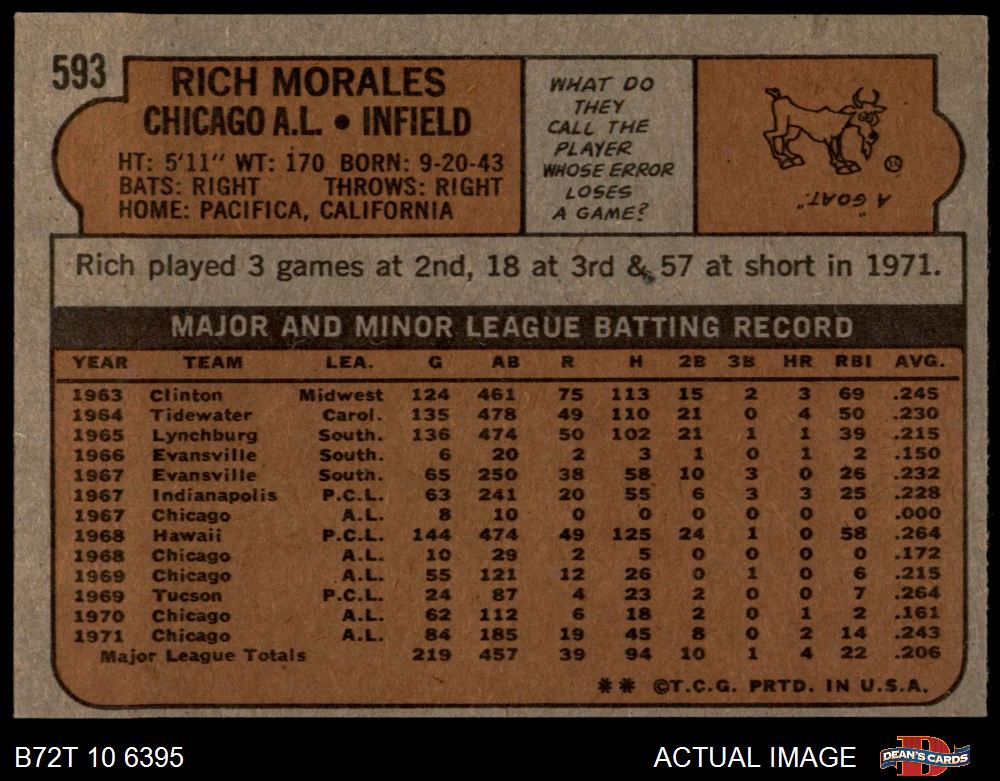 593
RICH MORALES
CHICAGO A.L. • INFIELD
HT: 5'11" WT: 170 BORN: 9-20-43
BATS: RIGHT THROWS: RIGHT
HOME: PACIFICA, CALIFORNIA
WHAT DO
THEY
CALL THE
PLAYER
WHOSE ERROR
LOSES
A GAME?
A "GOAT."
Rich played 3 games at 2nd, 18 at 3rd & 57 at short in 1971.
MAJOR AND MINOR LEAGUE BATTING RECORD
YEAR TEAM LEA. G AB R H 2B 3B HR RBI AVG.
1963 Clinton Midwest 124 461 75 113 15 2 3 69 .245
1964 Tidewater Carol. 135 478 49 110 21 0 4 50 .230
1965 Lynchburg South. 136 474 50 102 21 1 1 39 .215
1966 Evansville South. 6 20 2 3 1 0 1 2 .150
1967 Evansville South. 65 250 38 58 10 3 0 26 .232
1967 Indianapolis P.C.L. 63 241 20 55 6 3 3 25 .228
1967 Chicago A.L. 8 10 0 0 0 0 0 0 .000
1968 Hawaii P.C.L. 144 474 49 125 24 1 0 58 .264
1968 Chicago A.L. 10 29 2 5 0 0 0 0 .172
1969 Chicago A.L. 55 121 12 26 0 1 0 6 .215
1969 Tucson P.C.L. 24 87 4 23 2 0 0 7 .264
1970 Chicago A.L. 62 112 6 18 2 0 1 2 .161
1971 Chicago A.L. 84 185 19 45 8 0 2 14 .243
Major League Totals 219 457 39 94 10 1 4 22 .206
** ©T.C.G. PRTD. IN U.S.A.
B72T 10 6395
ACTUAL IMAGE
DEAN'S CARDS